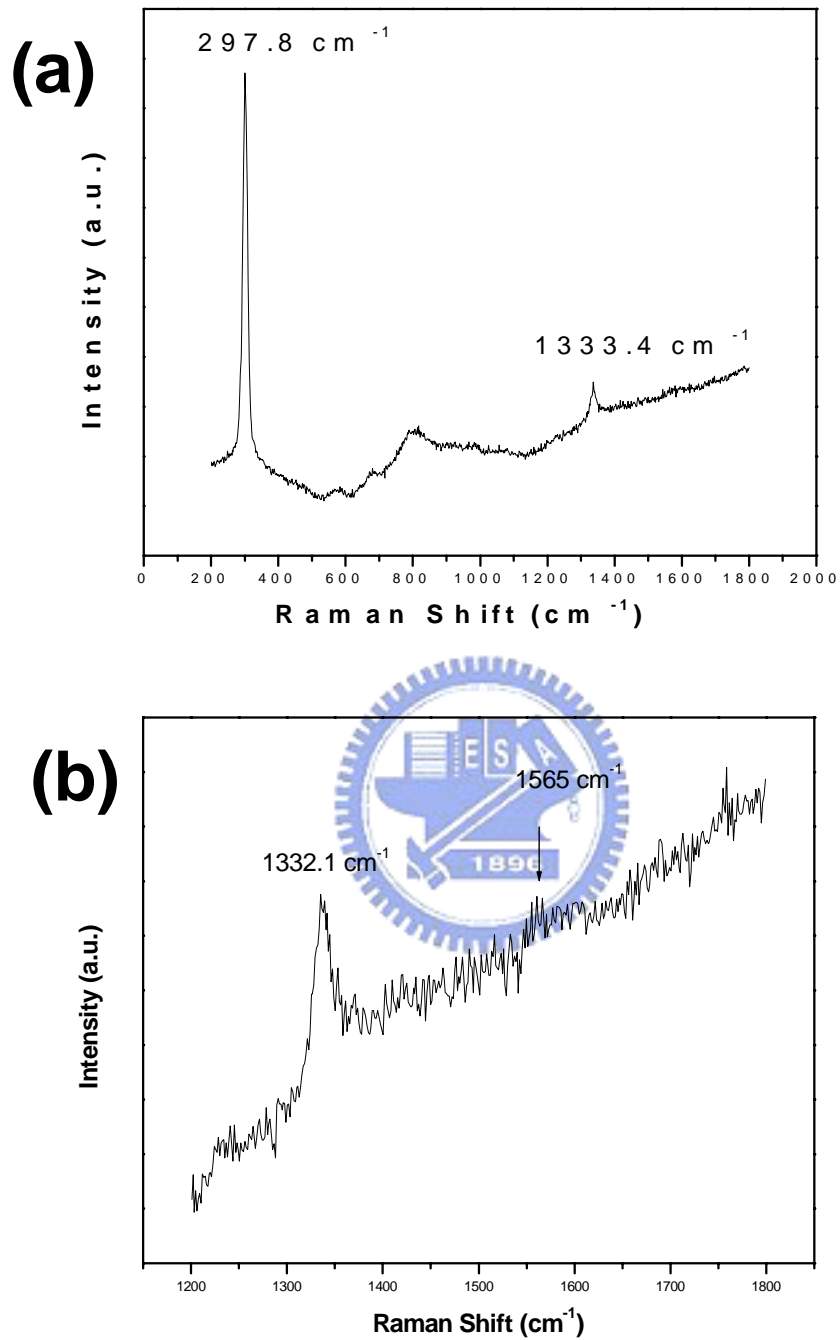 (a)
297.8 cm⁻¹
1333.4 cm⁻¹
Intensity (a.u.)
0 200 400 600 800 1000 1200 1400 1600 1800 2000
Raman Shift (cm⁻¹)
(b)
E S A
1565 cm⁻¹
1896
1332.1 cm⁻¹
Intensity (a.u.)
1200 1300 1400 1500 1600 1700 1800
Raman Shift (cm⁻¹)